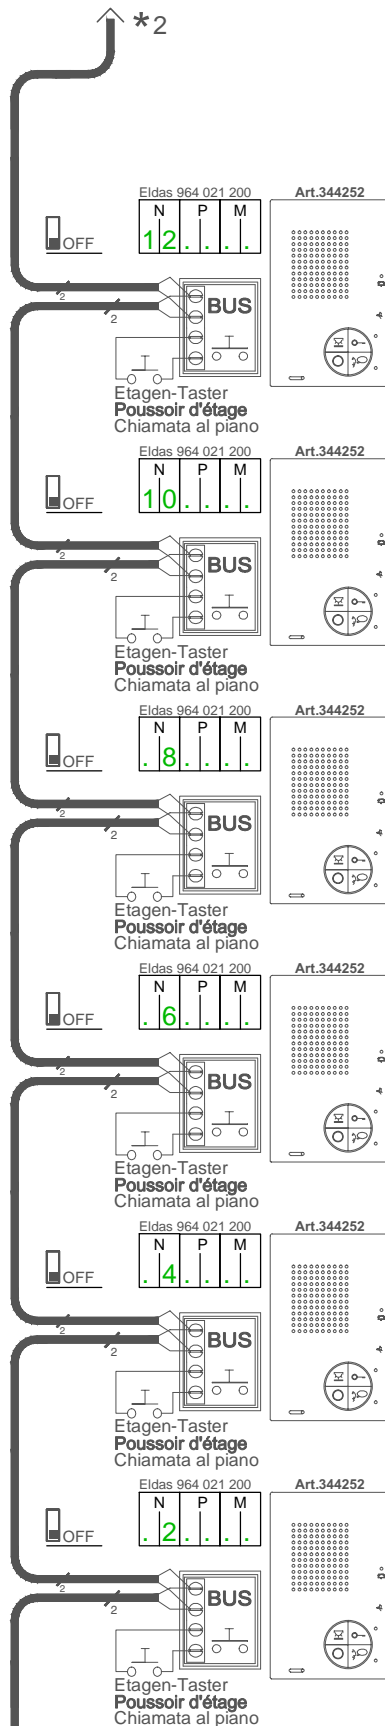 *2
Eldas 964 021 200 Art.344252
N P M
OFF 1 2 . . . .
2 BUS
2
Etagen-Taster
Poussoir d'étage
Chiamata al piano
Eldas 964 021 200 Art.344252
N P M
OFF 1 0 . . . .
2 BUS
2
Etagen-Taster
Poussoir d'étage
Chiamata al piano
Eldas 964 021 200 Art.344252
N P M
OFF . 8 . . . .
2 BUS
2
Etagen-Taster
Poussoir d'étage
Chiamata al piano
Eldas 964 021 200 Art.344252
N P M
OFF . 6 . . . .
2 BUS
2
Etagen-Taster
Poussoir d'étage
Chiamata al piano
Eldas 964 021 200 Art.344252
N P M
OFF . 4 . . . .
2 BUS
2
Etagen-Taster
Poussoir d'étage
Chiamata al piano
Eldas 964 021 200 Art.344252
N P M
OFF . 2 . . . .
2 BUS
2
Etagen-Taster
Poussoir d'étage
Chiamata al piano